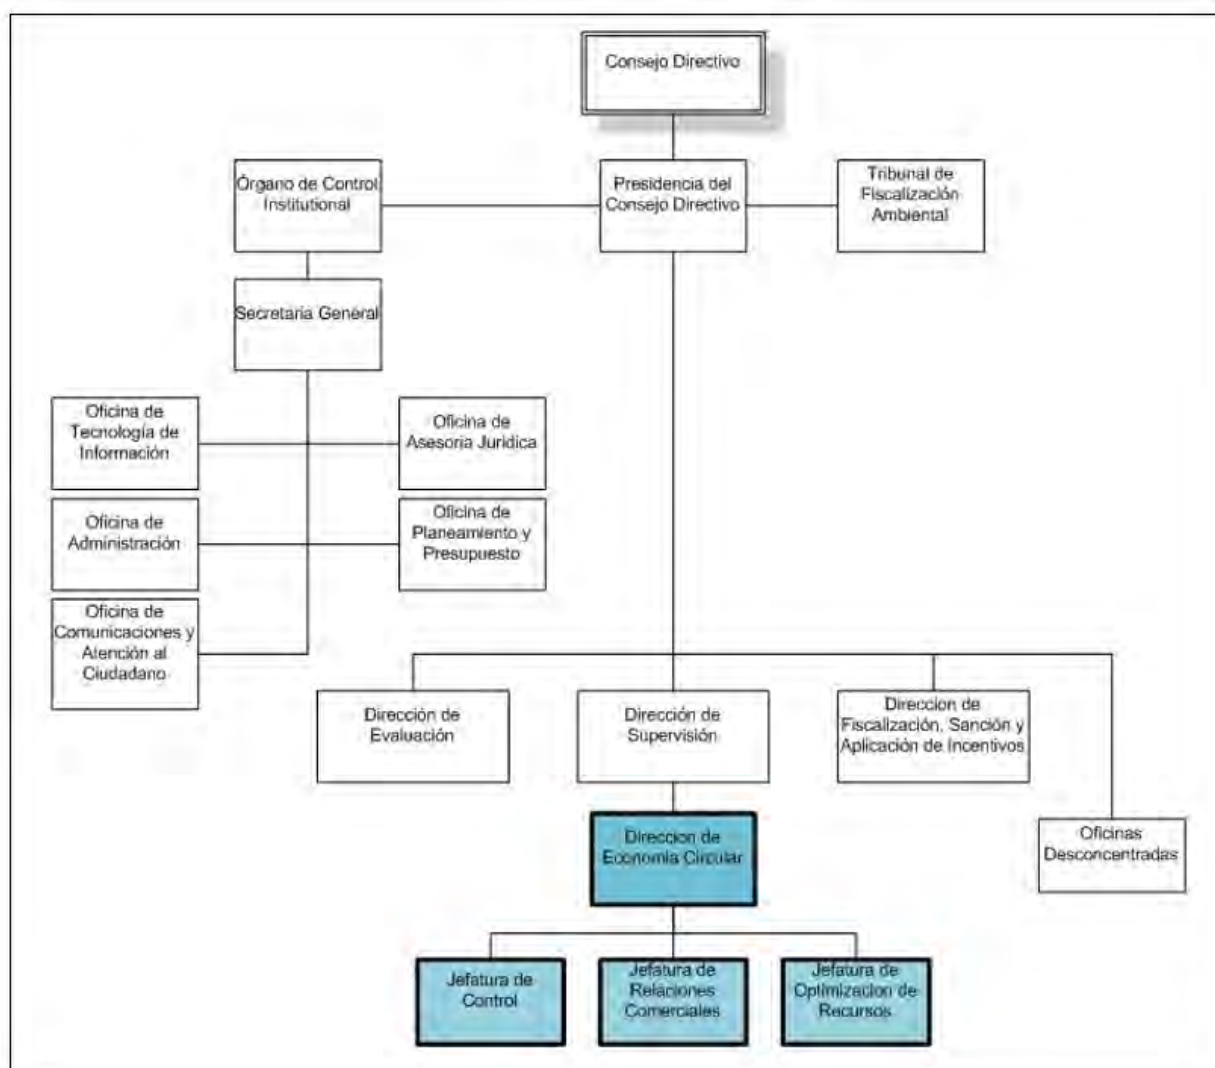 Consejo Directivo
Órgano de Control
Institutional
Presidencia del
Consejo Directivo
Tribunal de
Fiscalización
Ambiental
Secretaria General
Oficina de
Tecnología de
Información
Oficina de
Asesoria Jurídica
Oficina de
Administración
Oficina de
Planeamiento y
Presupuesto
Oficina de
Comunicaciones y
Atención al
Ciudadano
Dirección de
Evaluación
Dirección de
Supervisión
Direccion de
Fiscalización, Sanción y
Aplicación de Incentivos
Direccion de
Economía Circular
Oficinas
Desconcentradas
Jefatura de
Control
Jefatura de
Relaciones
Comerciales
Jefatura de
Optimizacion de
Recursos